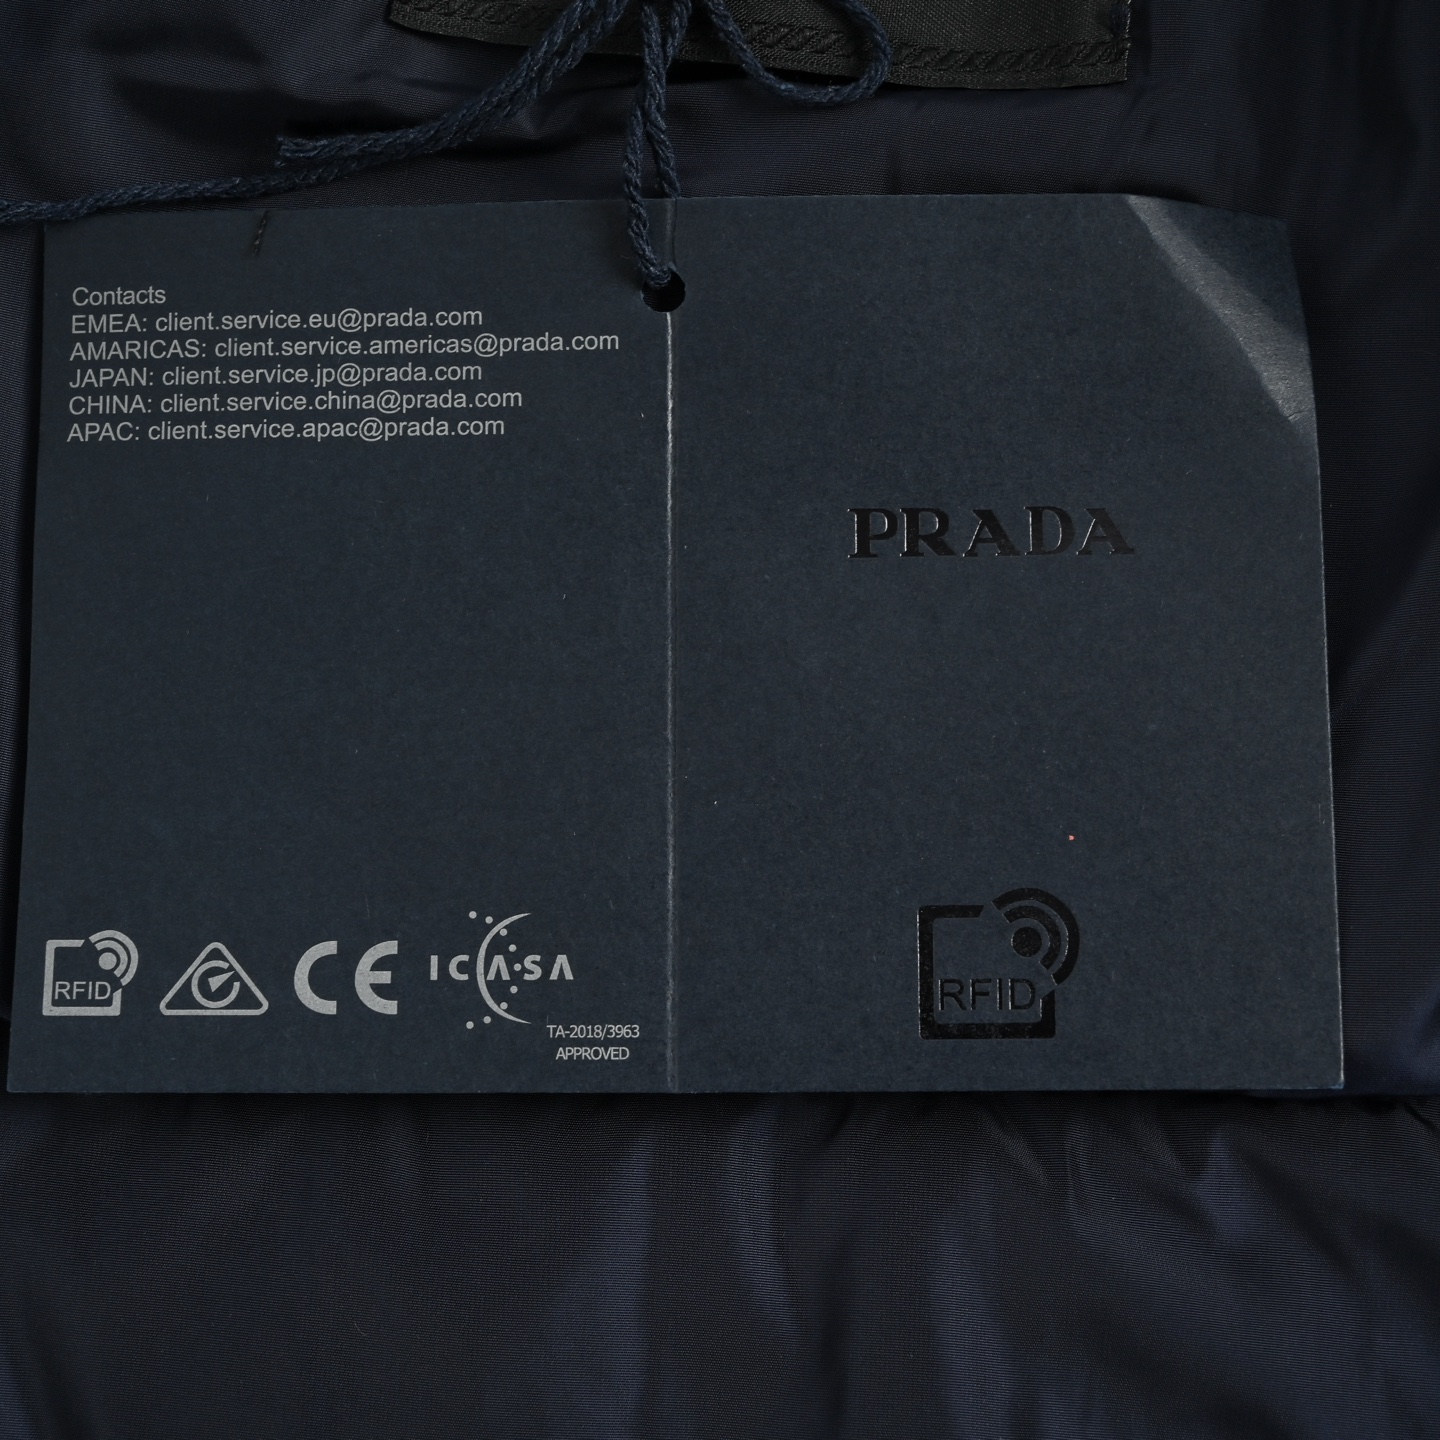 Contacts
EMEA: client.service.eu@prada.com
AMARICAS: client.service.americas@prada.com
JAPAN: client.service.jp@prada.com
CHINA: client.service.china@prada.com
APAC: client.service.apac@prada.com
PRADA
RFID
CE
ICASA
TA-2018/3963
APPROVED
RFID